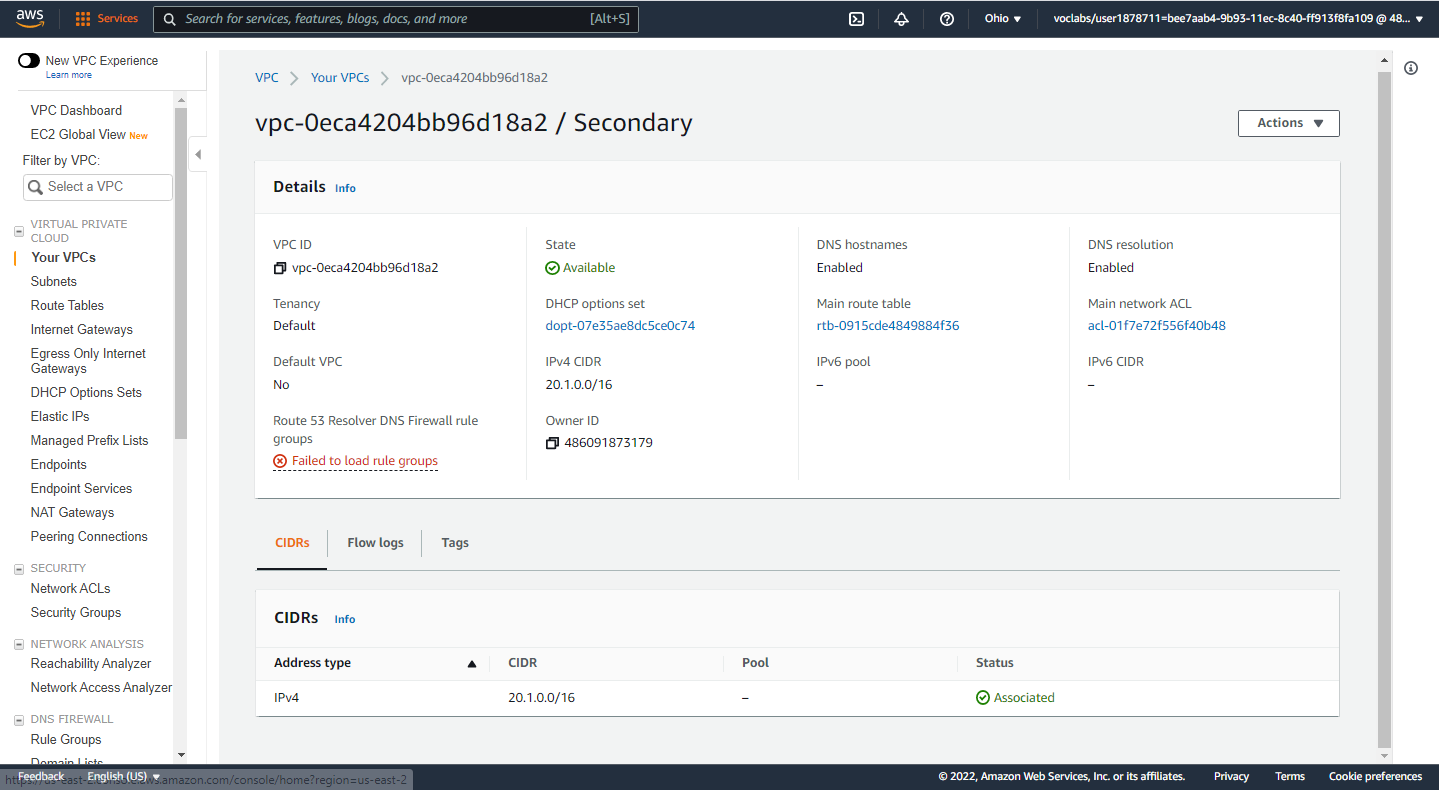 aws
Services
Search for services, features, blogs, docs, and more
[Alt+S]
Ohio
voclabs/user1878711=bee7aab4-9b93-11ec-8c40-ff913f8fa109 @ 48...
New VPC Experience
Learn more
VPC Dashboard
EC2 Global View New
Filter by VPC:
Select a VPC
VIRTUAL PRIVATE
CLOUD
Your VPCs
Subnets
Route Tables
Internet Gateways
Egress Only Internet
Gateways
DHCP Options Sets
Elastic IPs
Managed Prefix Lists
Endpoints
Endpoint Services
NAT Gateways
Peering Connections
SECURITY
Network ACLs
Security Groups
NETWORK ANALYSIS
Reachability Analyzer
Network Access Analyzer
DNS FIREWALL
Rule Groups
Domain Lists
VPC
Your VPCs
vpc-0eca4204bb96d18a2
vpc-0eca4204bb96d18a2 / Secondary
Actions
Details Info
VPC ID
vpc-0eca4204bb96d18a2
State
Available
DNS hostnames
Enabled
DNS resolution
Enabled
Tenancy
Default
DHCP options set
dopt-07e35ae8dc5ce0c74
Main route table
rtb-0915cde4849884f36
Main network ACL
acl-01f7e72f556f40b48
Default VPC
No
IPv4 CIDR
20.1.0.0/16
IPv6 pool
–
IPv6 CIDR
–
Route 53 Resolver DNS Firewall rule
groups
Failed to load rule groups
Owner ID
486091873179
CIDRs
Flow logs
Tags
CIDRs Info
Address type CIDR Pool Status
IPv4 20.1.0.0/16 – Associated
Feedback
English (US)
https://us-east-2.console.aws.amazon.com/console/home?region=us-east-2
© 2022, Amazon Web Services, Inc. or its affiliates.
Privacy
Terms
Cookie preferences